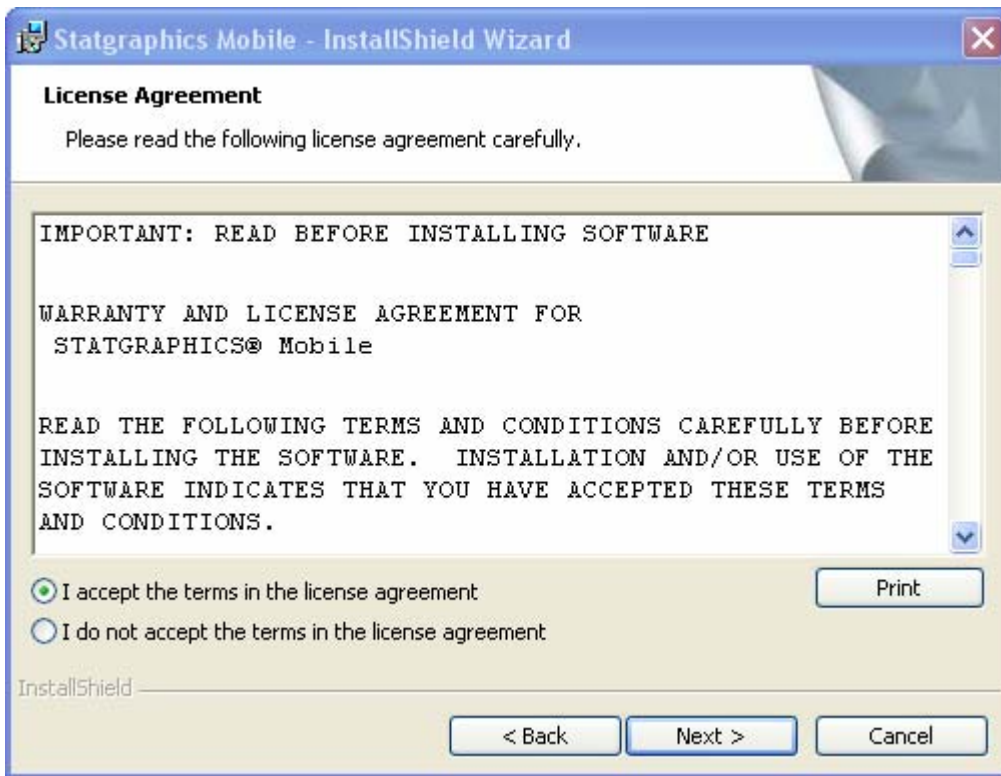 Statgraphics Mobile - InstallShield Wizard
License Agreement
Please read the following license agreement carefully.
IMPORTANT: READ BEFORE INSTALLING SOFTWARE
WARRANTY AND LICENSE AGREEMENT FOR
STATGRAPHICS® Mobile
READ THE FOLLOWING TERMS AND CONDITIONS CAREFULLY BEFORE
INSTALLING THE SOFTWARE.  INSTALLATION AND/OR USE OF THE
SOFTWARE INDICATES THAT YOU HAVE ACCEPTED THESE TERMS
AND CONDITIONS.
I accept the terms in the license agreement
Print
I do not accept the terms in the license agreement
InstallShield
< Back
Next >
Cancel